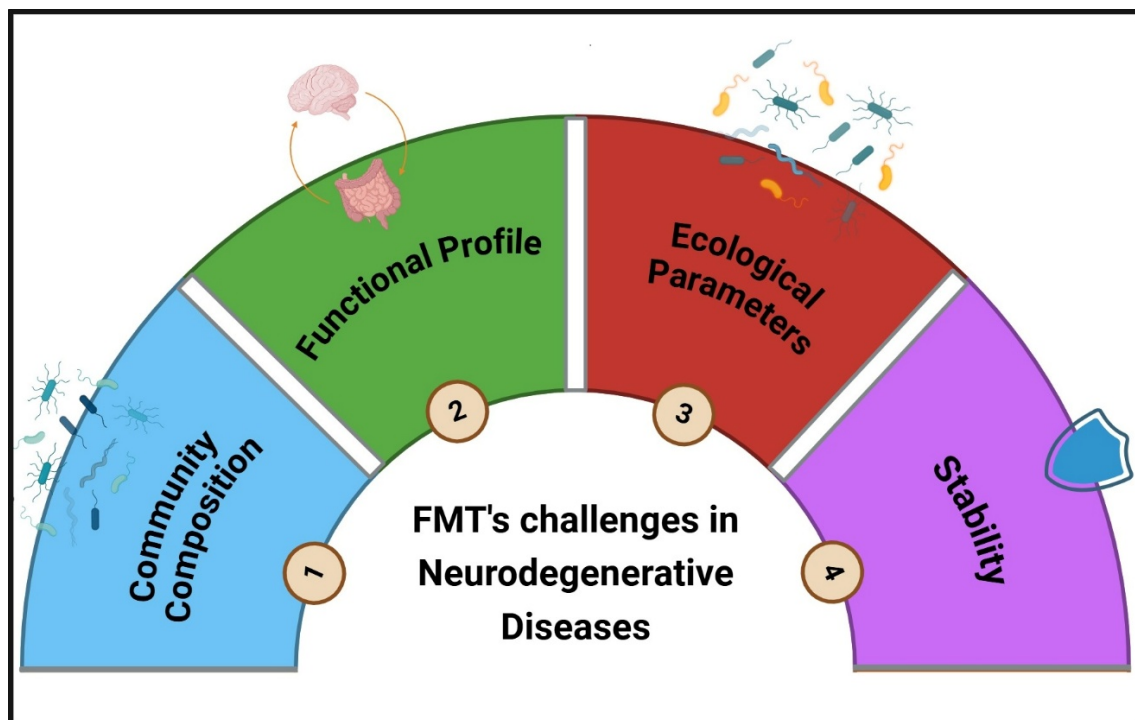 Community
Composition
1
Functional Profile
2
Ecological
Parameters
3
Stability
4
FMT's challenges in
Neurodegenerative
Diseases